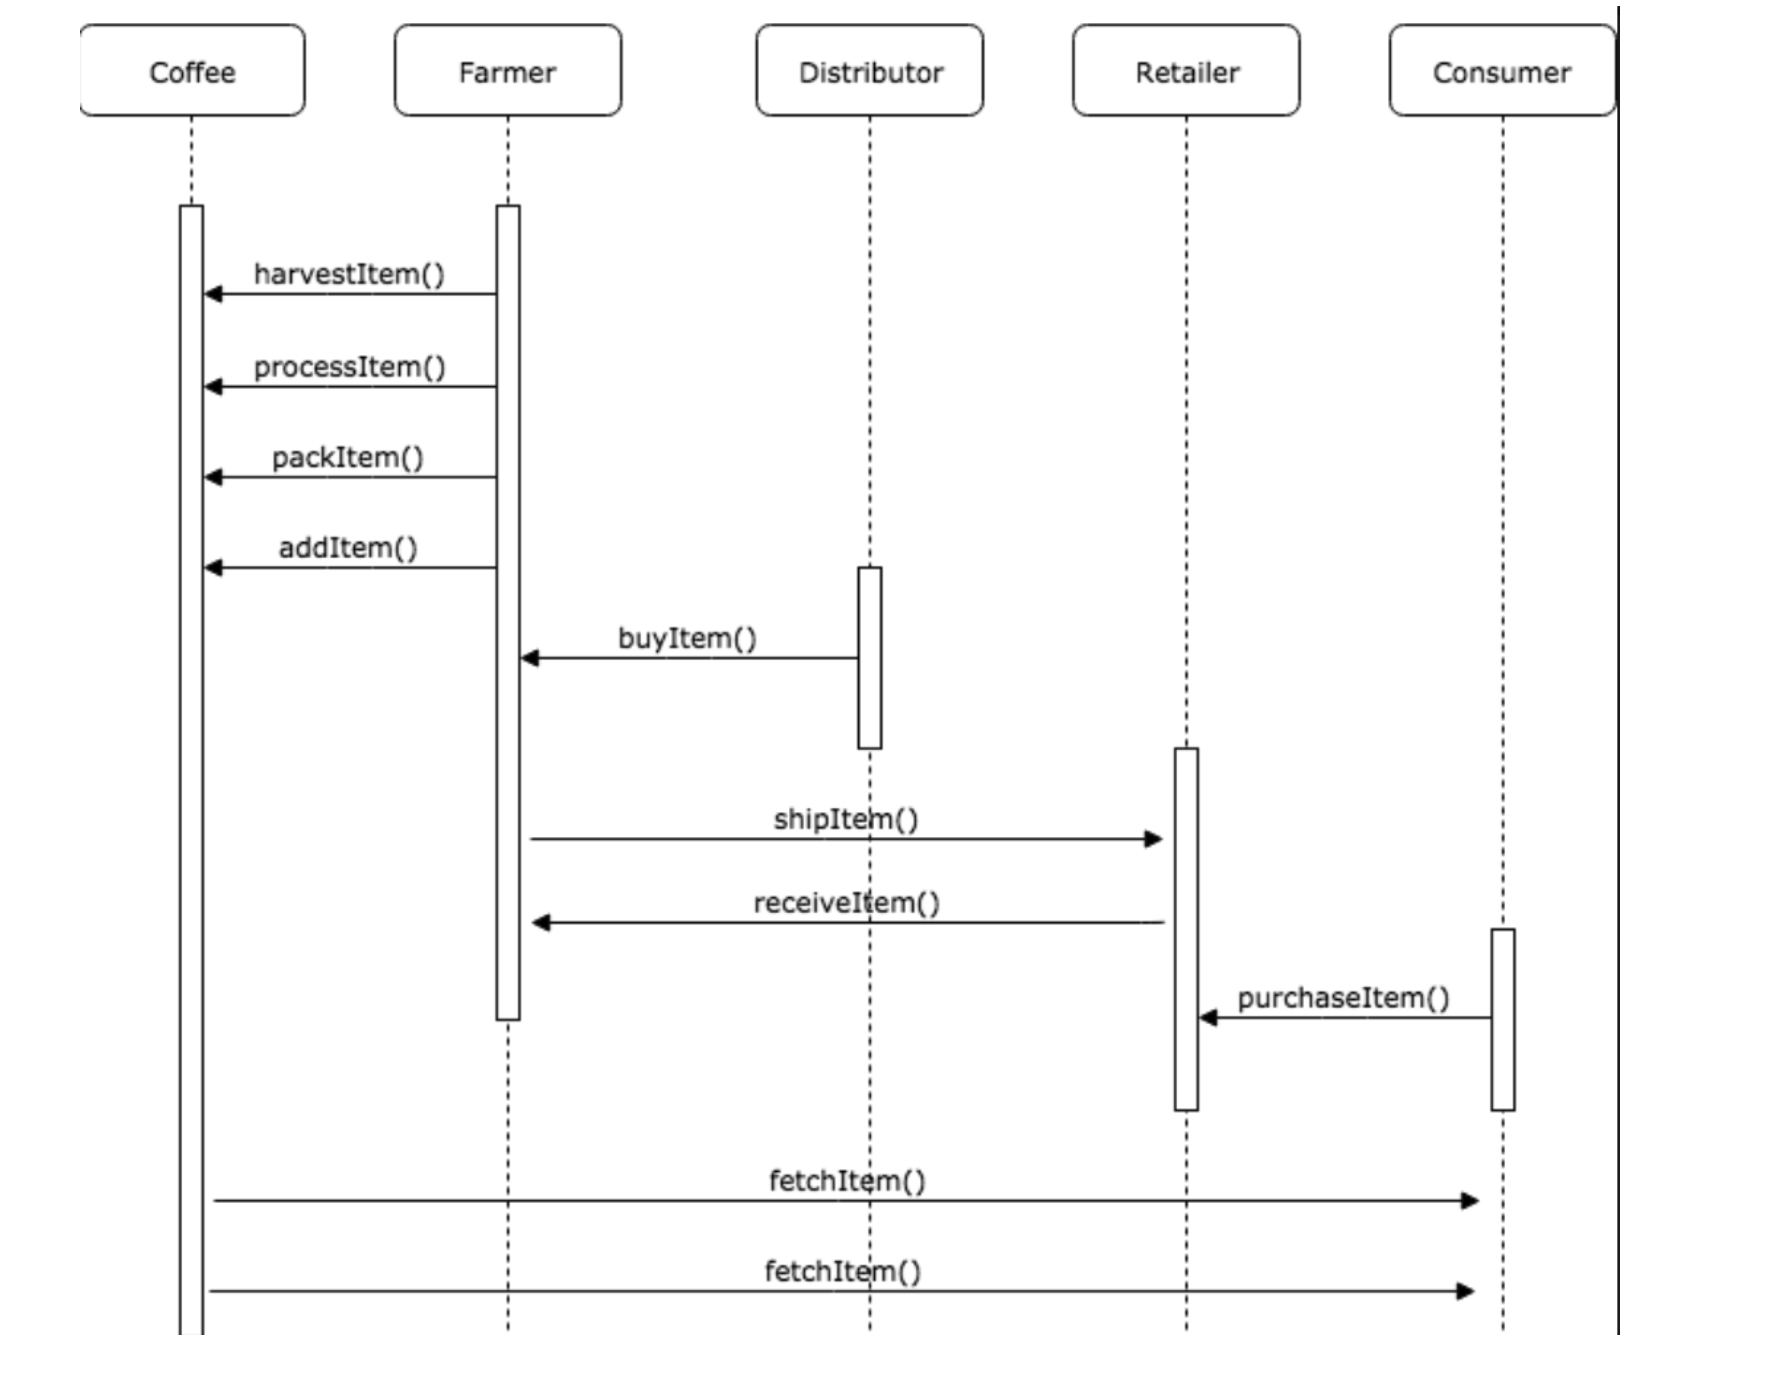 Coffee
Farmer
Distributor
Retailer
Consumer
harvestItem()
processItem()
packItem()
addItem()
buyItem()
shipItem()
receiveItem()
purchaseItem()
fetchItem()
fetchItem()